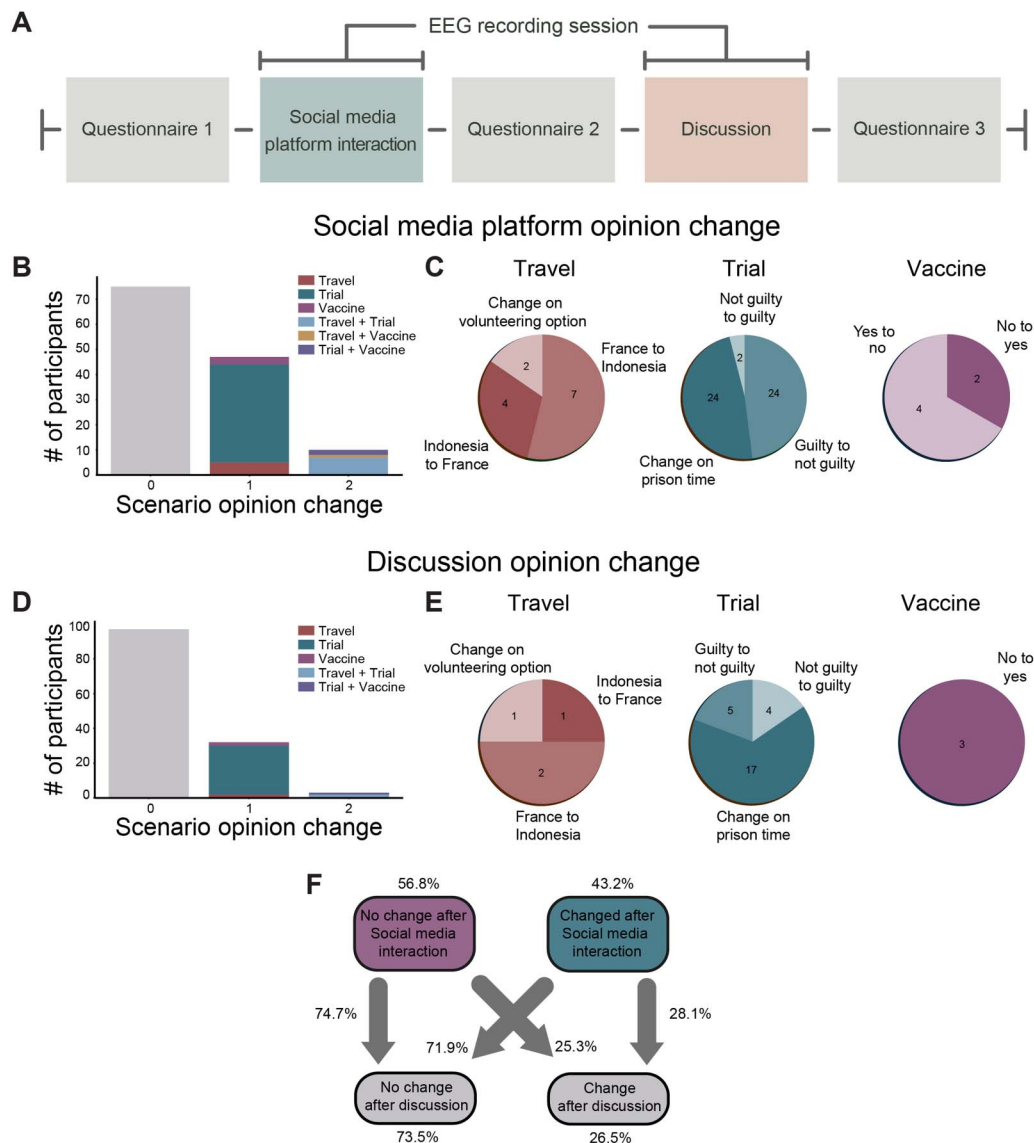 A
EEG recording session
Questionnaire 1
Social media
platform interaction
Questionnaire 2
Discussion
Questionnaire 3
Social media platform opinion change
B
# of participants
70
60
50
40
30
20
10
0
0
1
2
Scenario opinion change
Travel
Trial
Vaccine
Travel + Trial
Travel + Vaccine
Trial + Vaccine
C
Travel
Change on
volunteering option
France to
Indonesia
2
4
7
Indonesia
to France
Trial
Not guilty
to guilty
2
24
24
Change on
prison time
Guilty to
not guilty
Vaccine
Yes to
no
No to
yes
2
4
Discussion opinion change
D
# of participants
100
80
60
40
20
0
0
1
2
Scenario opinion change
Travel
Trial
Vaccine
Travel + Trial
Trial + Vaccine
E
Travel
Change on
volunteering option
Indonesia
to France
1
1
2
France to
Indonesia
Trial
Guilty to
not guilty
Not guilty
to guilty
5
4
17
Change on
prison time
Vaccine
No to
yes
3
F
56.8%
43.2%
No change after
Social media
interaction
Changed after
Social media
interaction
74.7%
71.9%
25.3%
28.1%
No change
after discussion
Change
after discussion
73.5%
26.5%